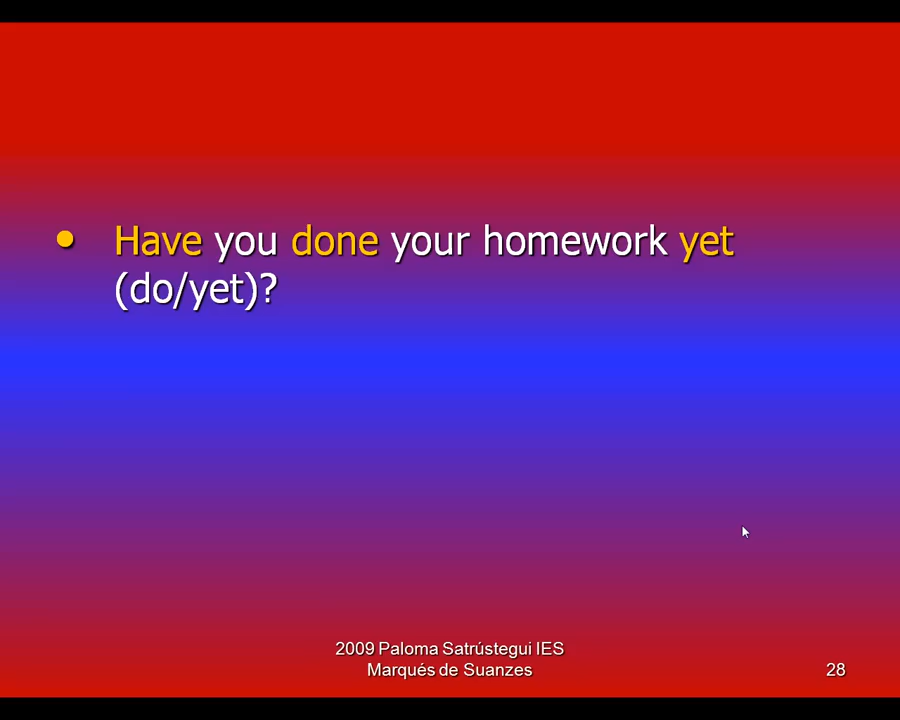 • Have you done your homework yet
(do/yet)?
2009 Paloma Satrústegui IES
Marqués de Suanzes
28